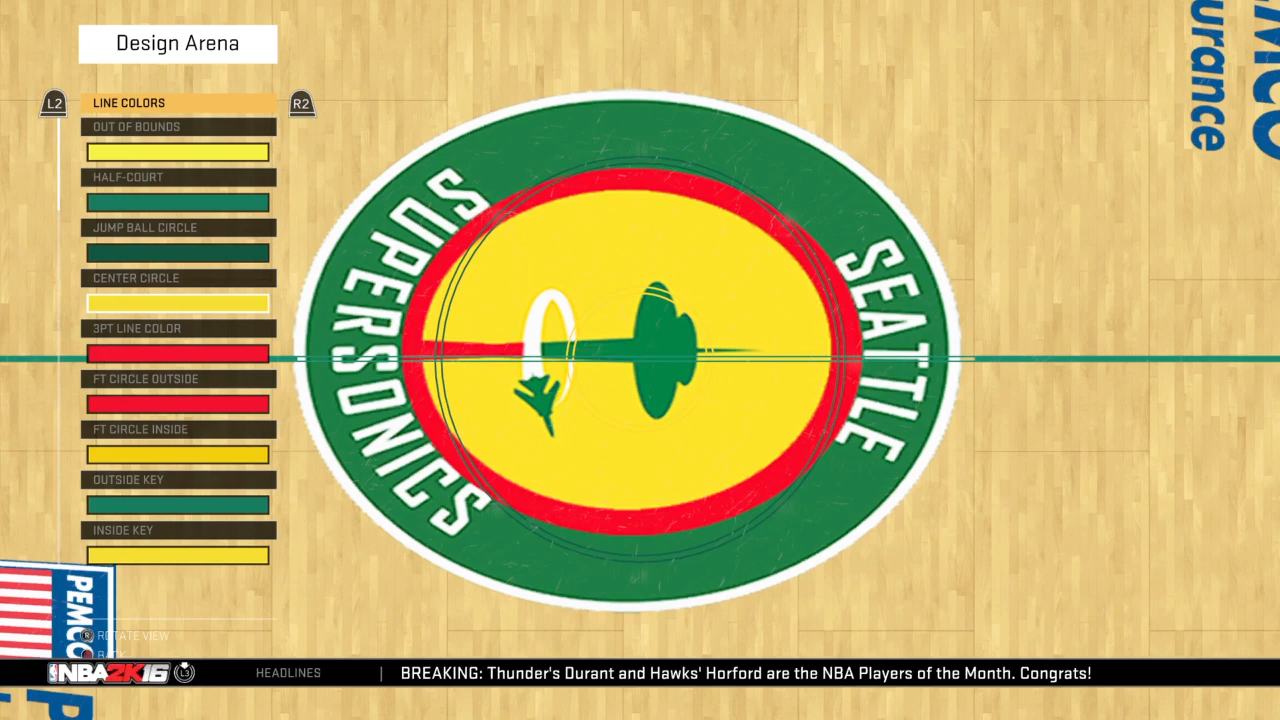 Design Arena
L2
LINE COLORS
R2
OUT OF BOUNDS
HALF-COURT
JUMP BALL CIRCLE
CENTER CIRCLE
3PT LINE COLOR
FT CIRCLE OUTSIDE
FT CIRCLE INSIDE
OUTSIDE KEY
INSIDE KEY
SUPERSONICS
SEATTLE
urance
PEMCO
R ROTATE VIEW
BACK
NBA2K16
L3
HEADLINES
BREAKING: Thunder's Durant and Hawks' Horford are the NBA Players of the Month. Congrats!